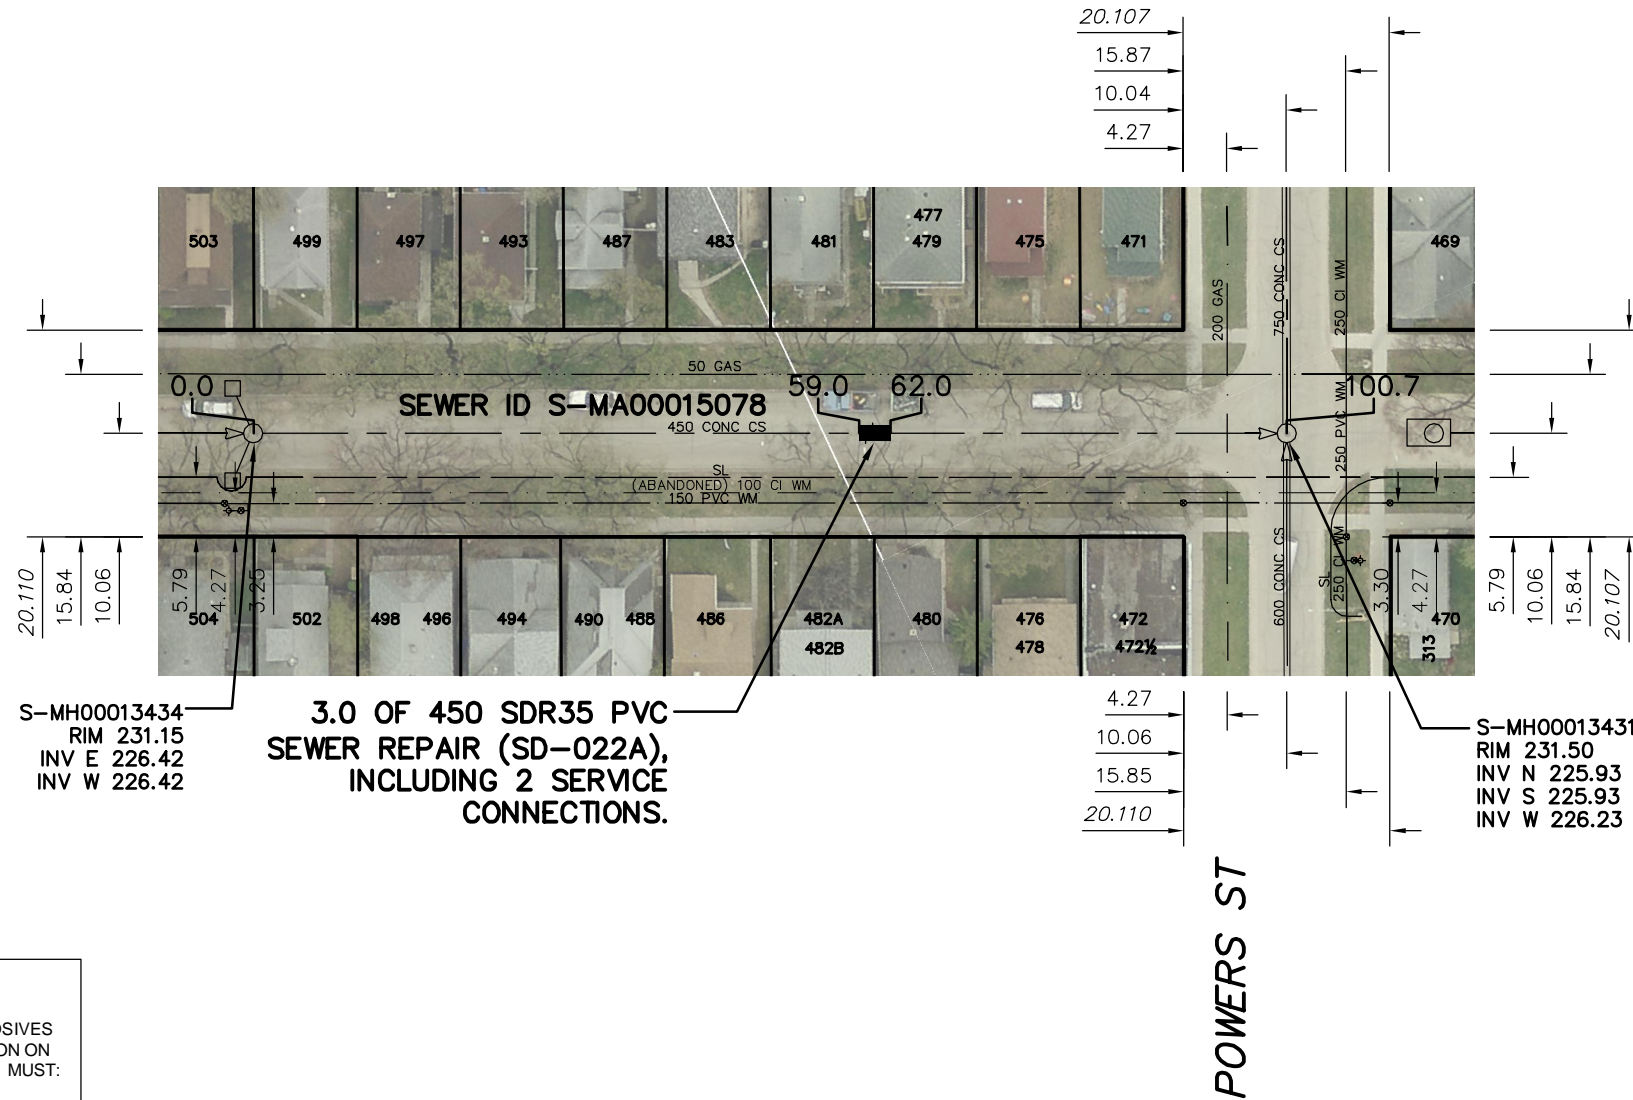 20.107
15.87
10.04
4.27
503
499
497
493
487
483
481
477
479
475
471
469
200 GAS
750 CONC CS
250 CI WM
50 GAS
0.0
59.0
62.0
100.7
SEWER ID S-MA00015078
450 CONC CS
250 PVC WM
SL
(ABANDONED) 100 CI WM
150 PVC WM
20.110
15.84
10.06
5.79
4.27
3.25
600 CONC CS
SL
250 CI WM
3.30
4.27
5.79
10.06
15.84
20.107
504
502
498
496
494
490
488
486
482A
482B
480
476
478
472
472½
470
313
S-MH00013434
RIM 231.15
INV E 226.42
INV W 226.42
3.0 OF 450 SDR35 PVC
SEWER REPAIR (SD-022A),
INCLUDING 2 SERVICE
CONNECTIONS.
4.27
10.06
15.85
20.110
S-MH00013431
RIM 231.50
INV N 225.93
INV S 225.93
INV W 226.23
POWERS ST
OSIVES
ON ON
MUST: